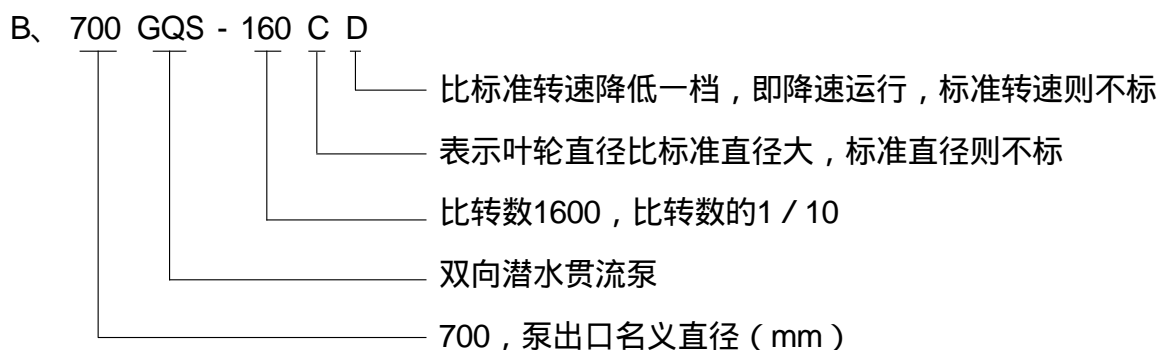 B、 700 GQS - 160 C D
比标准转速降低一档，即降速运行，标准转速则不标
表示叶轮直径比标准直径大，标准直径则不标
比转数1600，比转数的1／10
双向潜水贯流泵
700，泵出口名义直径（mm）